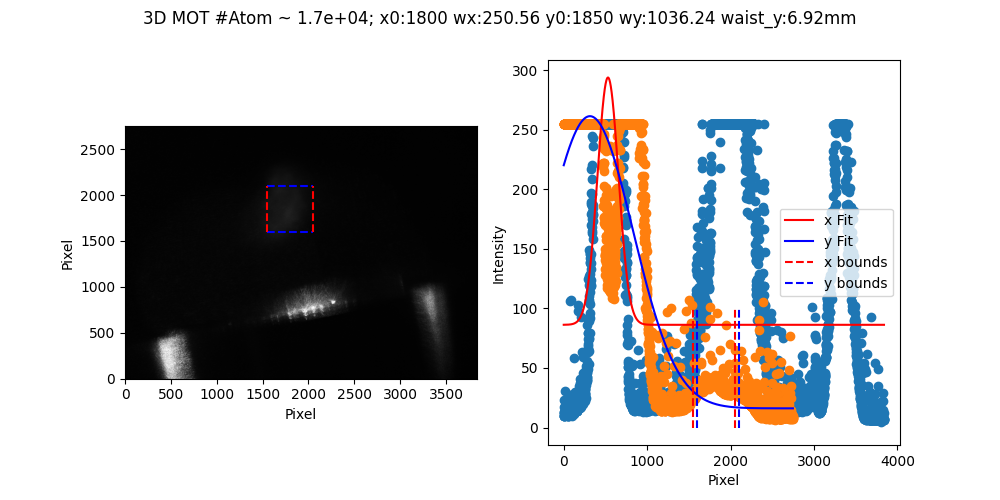 3D MOT #Atom ~ 1.7e+04; x0:1800 wx:250.56 y0:1850 wy:1036.24 waist_y:6.92mm
2500
2000
1500
1000
500
0
Pixel
0 500 1000 1500 2000 2500 3000 3500
Pixel
300
250
200
150
100
50
0
Intensity
x Fit
y Fit
x bounds
y bounds
0 1000 2000 3000 4000
Pixel